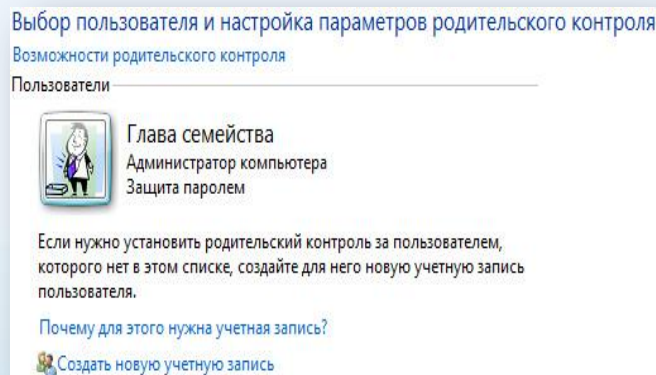 Выбор пользователя и настройка параметров родительского контроля
Возможности родительского контроля
Пользователи
Глава семейства
Администратор компьютера
Защита паролем
Если нужно установить родительский контроль за пользователем,
которого нет в этом списке, создайте для него новую учетную запись
пользователя.
Почему для этого нужна учетная запись?
Создать новую учетную запись